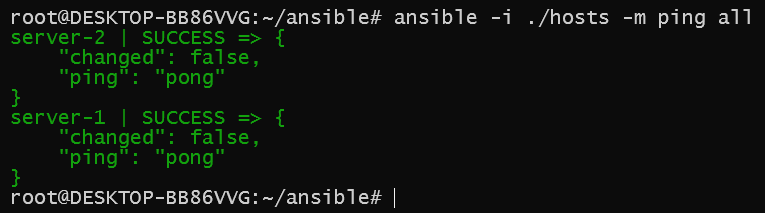 root@DESKTOP-BB86VVG:~/ansible# ansible -i ./hosts -m ping all
server-2 | SUCCESS => {
    "changed": false,
    "ping": "pong"
}
server-1 | SUCCESS => {
    "changed": false,
    "ping": "pong"
}
root@DESKTOP-BB86VVG:~/ansible#